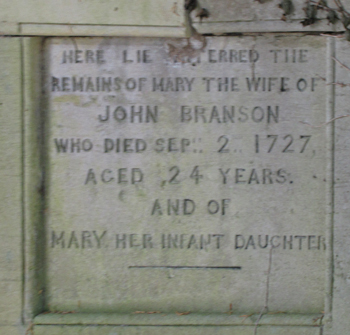 HERE LIE INTERRED THE
REMAINS OF MARY THE WIFE OF
JOHN BRANSON
WHO DIED SEP.. 2.. 1727,
AGED 24 YEARS.
AND OF
MARY HER INFANT DAUGHTER